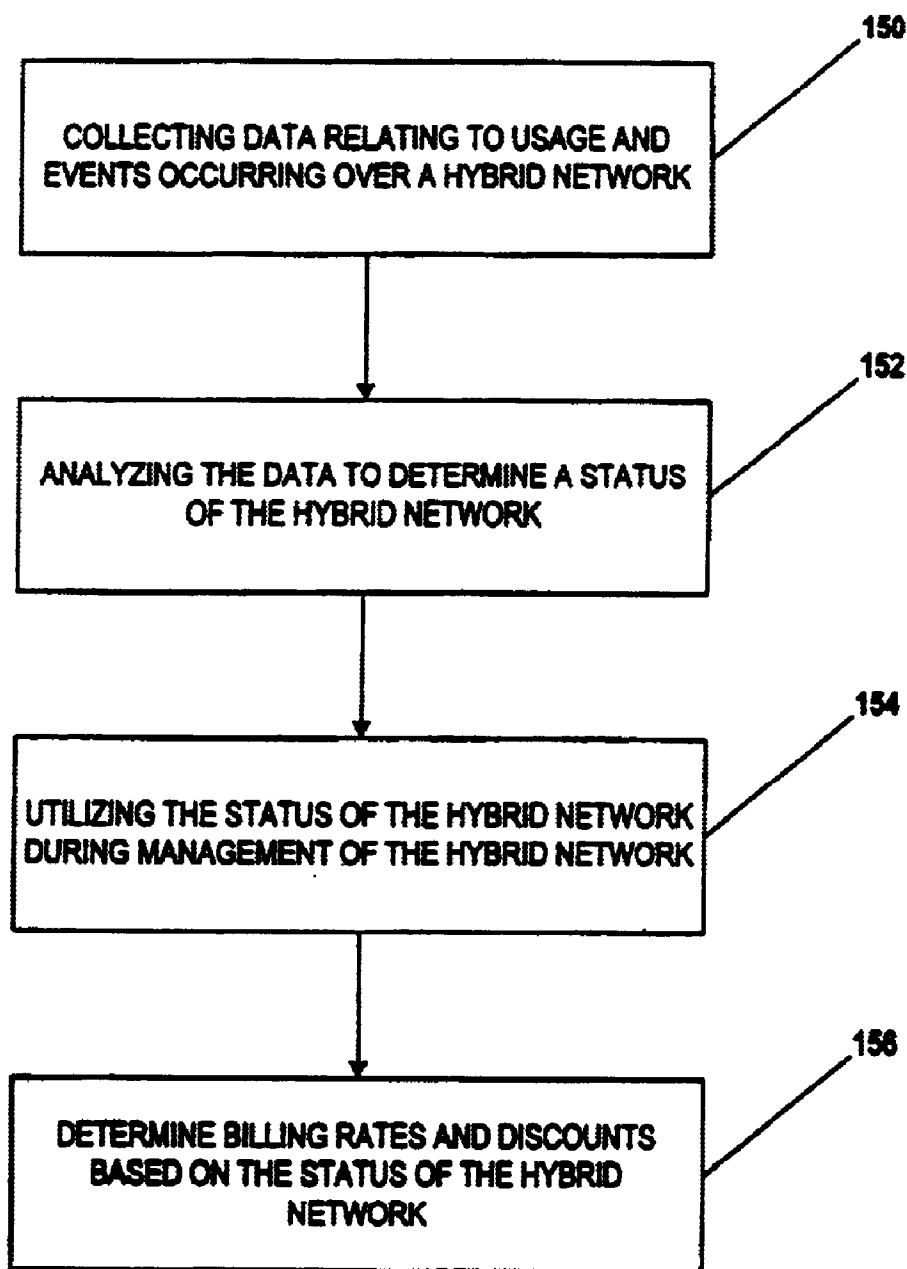 150
COLLECTING DATA RELATING TO USAGE AND
EVENTS OCCURRING OVER A HYBRID NETWORK
152
ANALYZING THE DATA TO DETERMINE A STATUS
OF THE HYBRID NETWORK
154
UTILIZING THE STATUS OF THE HYBRID NETWORK
DURING MANAGEMENT OF THE HYBRID NETWORK
156
DETERMINE BILLING RATES AND DISCOUNTS
BASED ON THE STATUS OF THE HYBRID
NETWORK